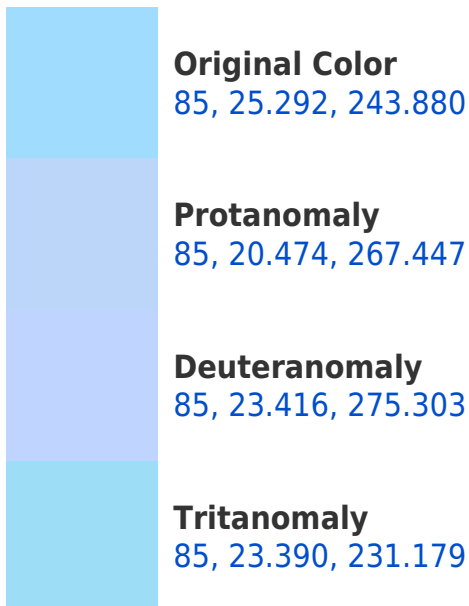 Original Color
85, 25.292, 243.880
Protanomaly
85, 20.474, 267.447
Deuteranomaly
85, 23.416, 275.303
Tritanomaly
85, 23.390, 231.179